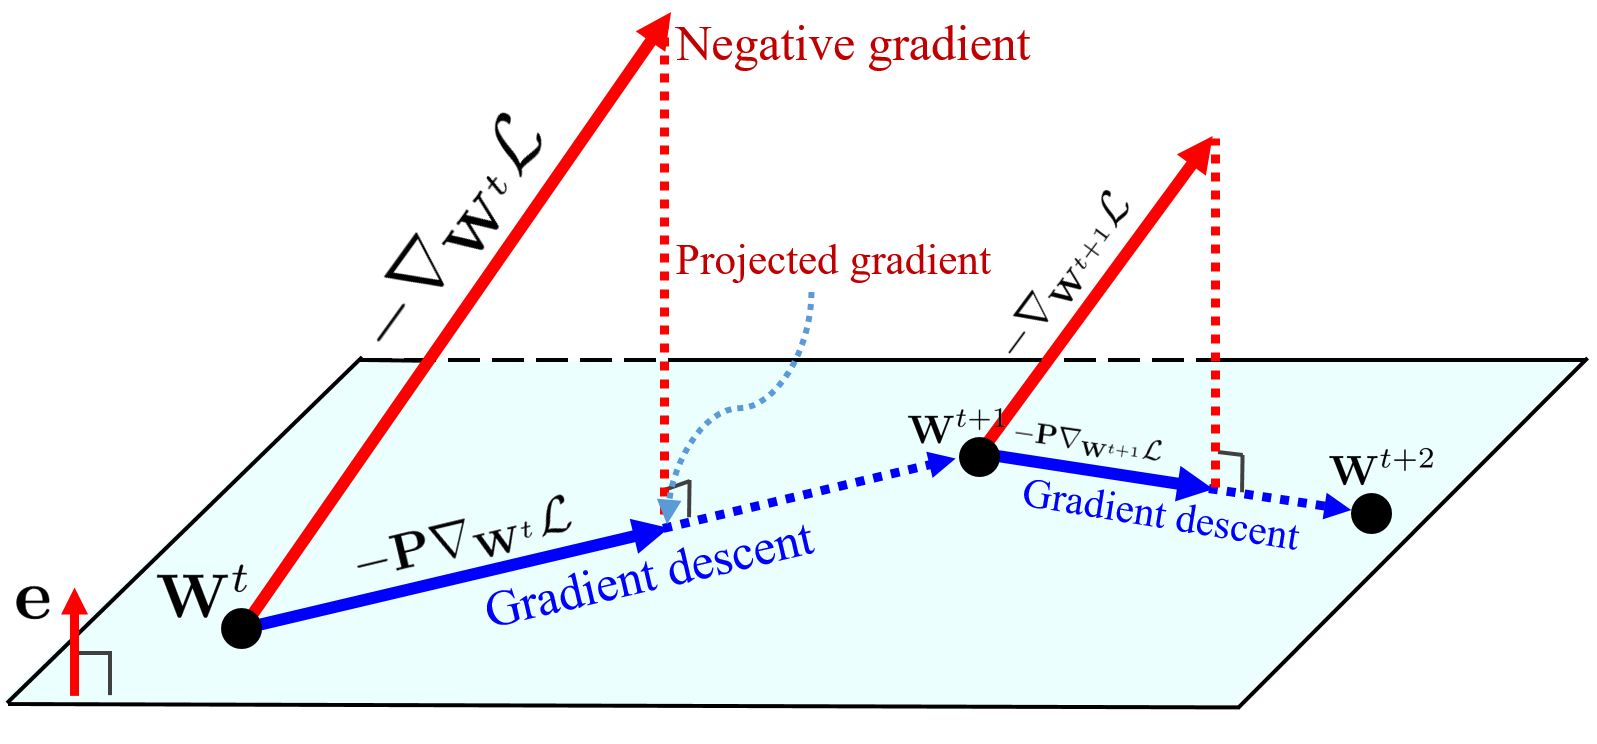 Negative gradient
−∇_{𝐰^t}ℒ
−∇_{𝐰^{t+1}}ℒ
Projected gradient
𝐰^{t+1}
−𝐏∇_{𝐰^{t+1}}ℒ
𝐰^{t+2}
Gradient descent
−𝐏∇_{𝐰^t}ℒ
Gradient descent
𝐰^t
𝐞